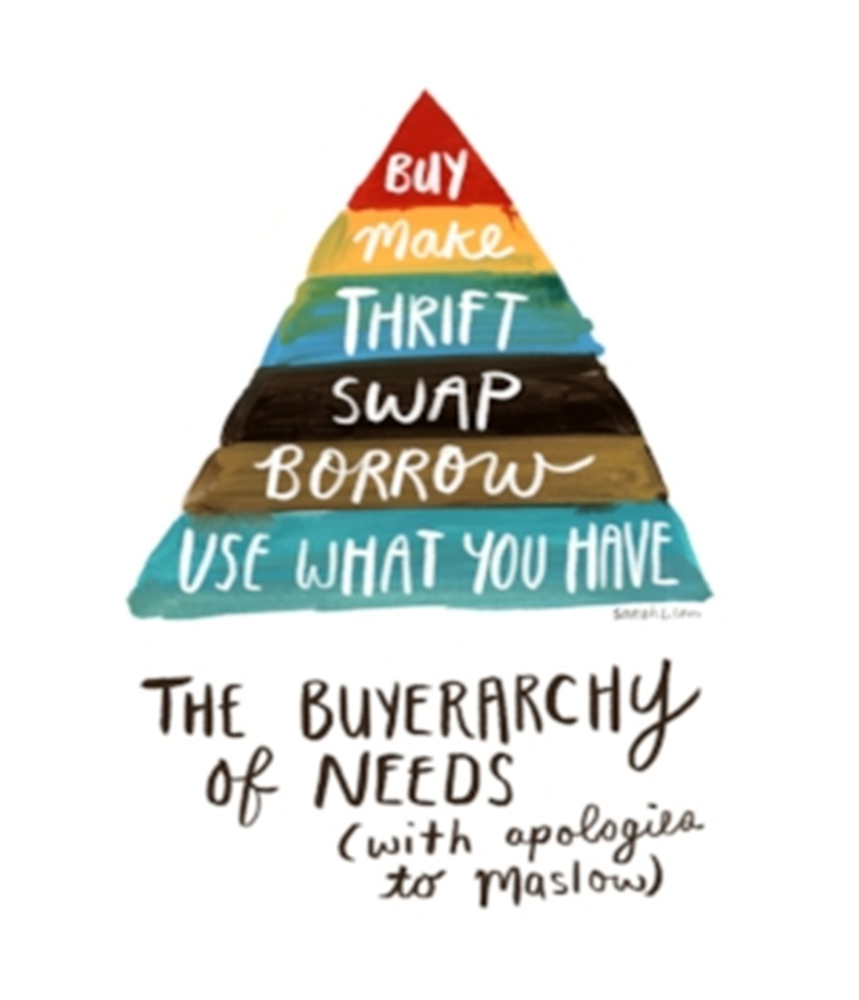 BUY
make
THRIFT
SWAP
BORROW
USE WHAT YOU HAVE
THE BUYERARCHY
of NEEDS
(with apologies
to maslow)